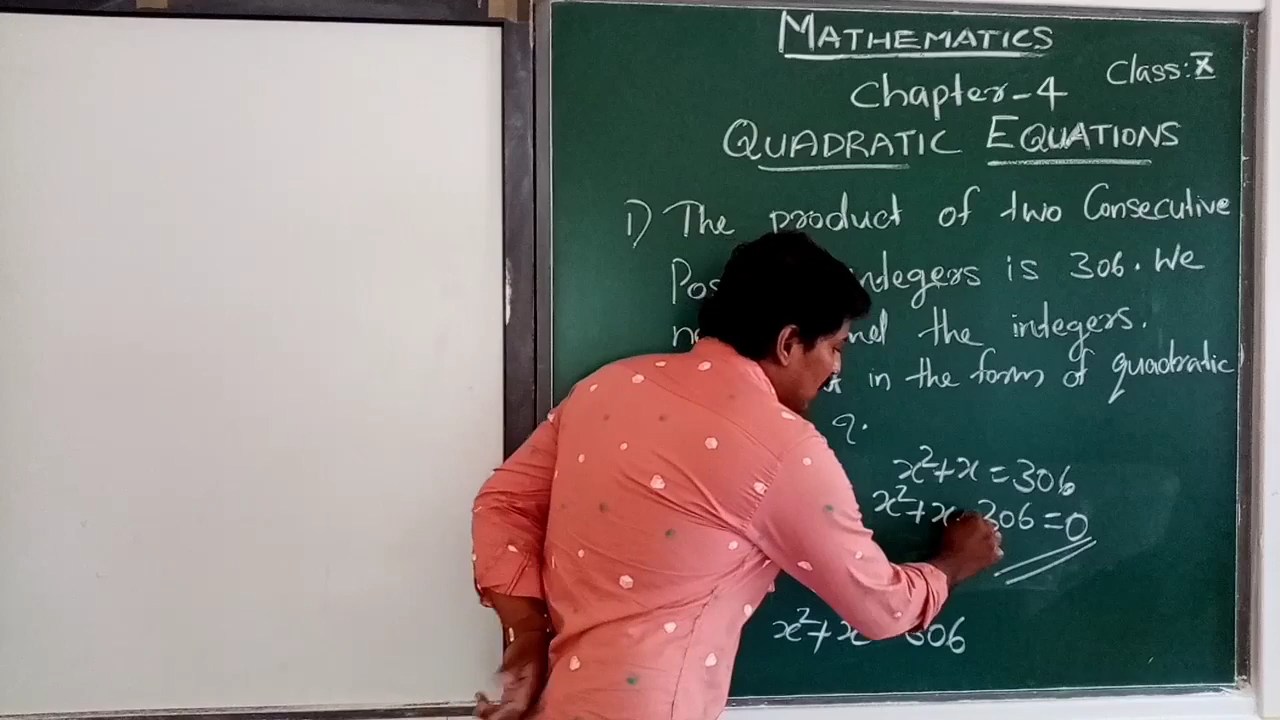 MATHEMATICS
Class: X
Chapter-4
QUADRATIC EQUATIONS
1) The product of two Consecutive
integers is 306. We
the integers.
in the form of quadratic
x²+x=306
x²+x-306=0
x²+x 306